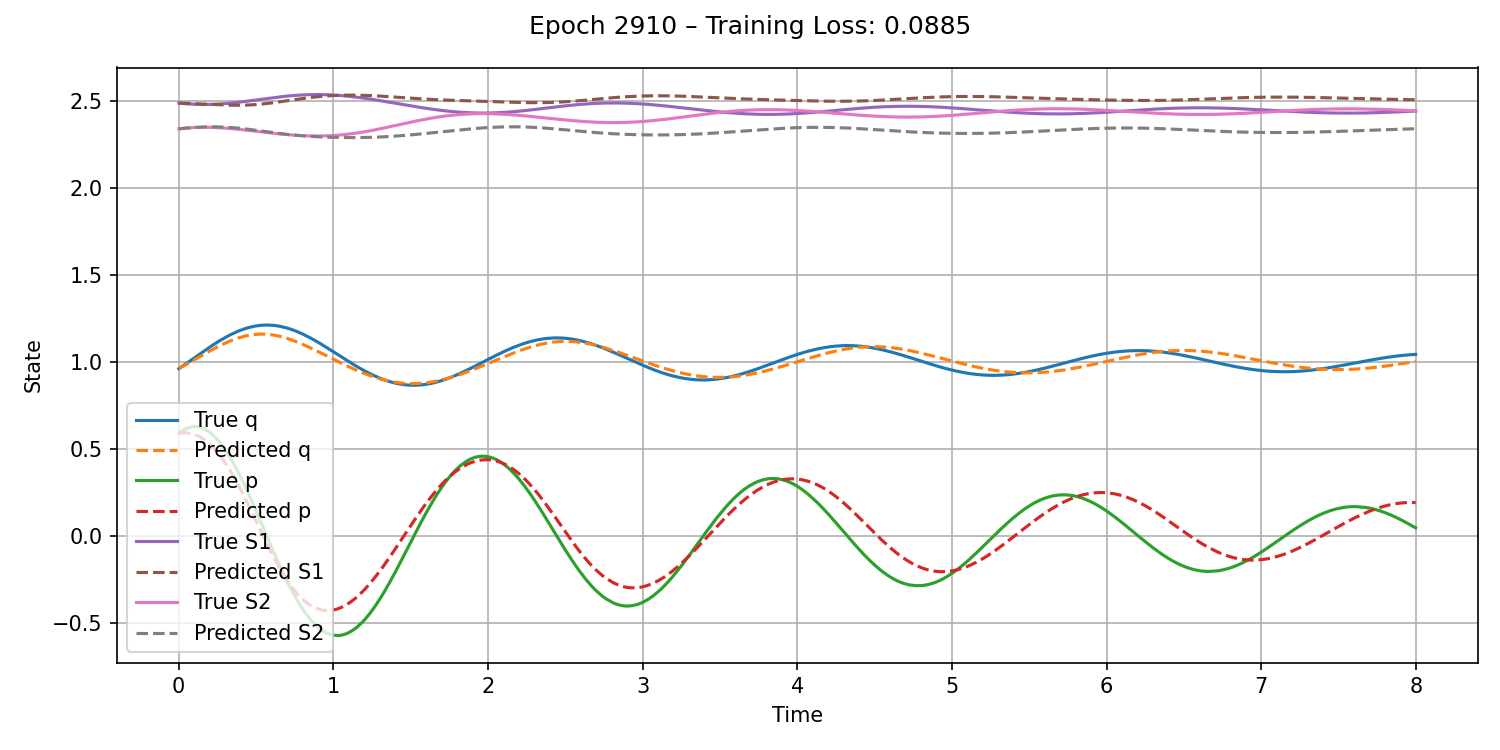 Epoch 2910 – Training Loss: 0.0885
State
2.5
2.0
1.5
1.0
0.5
0.0
−0.5
True q
Predicted q
True p
Predicted p
True S1
Predicted S1
True S2
Predicted S2
0 1 2 3 4 5 6 7 8
Time